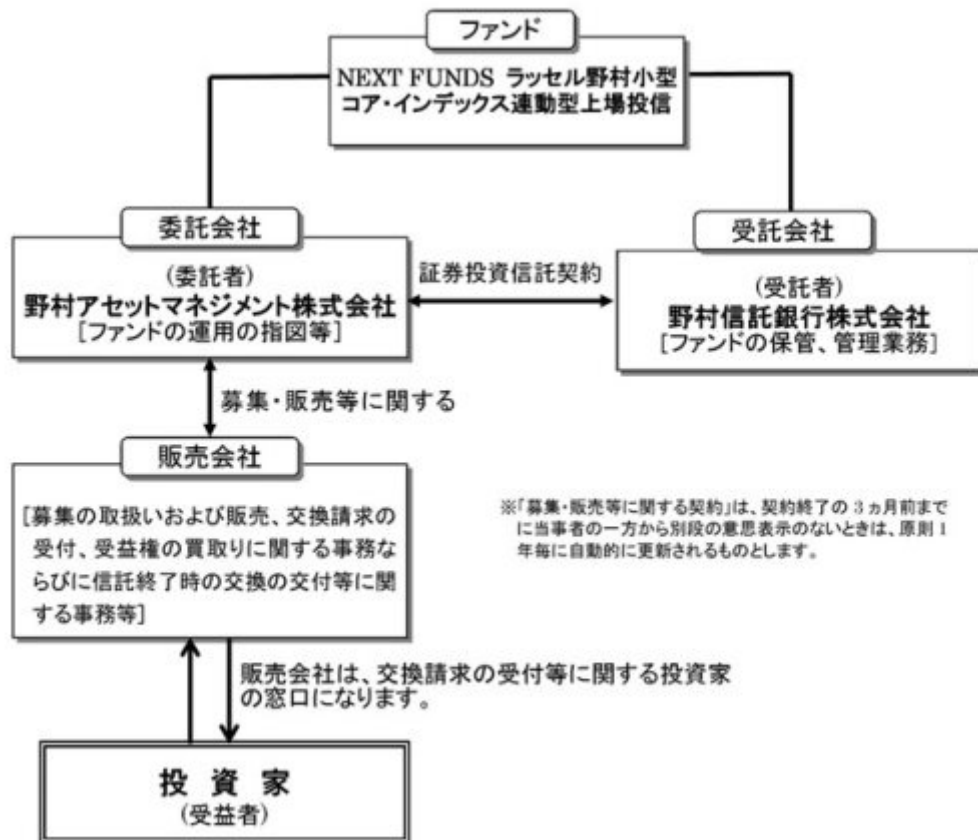 ファンド
NEXT FUNDS ラッセル野村小型
コア・インデックス連動型上場投信
委託会社
(委託者)
野村アセットマネジメント株式会社
[ファンドの運用の指図等]
証券投資信託契約
受託会社
(受託者)
野村信託銀行株式会社
[ファンドの保管、管理業務]
募集・販売等に関する
販売会社
[募集の取扱いおよび販売、交換請求の
受付、受益権の買取りに関する事務な
らびに信託終了時の交換の交付等に関
する事務等]
※「募集・販売等に関する契約」は、契約終了の 3 ヵ月前まで
に当事者の一方から別段の意思表示のないときは、原則 1
年毎に自動的に更新されるものとします。
販売会社は、交換請求の受付等に関する投資家
の窓口になります。
投 資 家
(受益者)